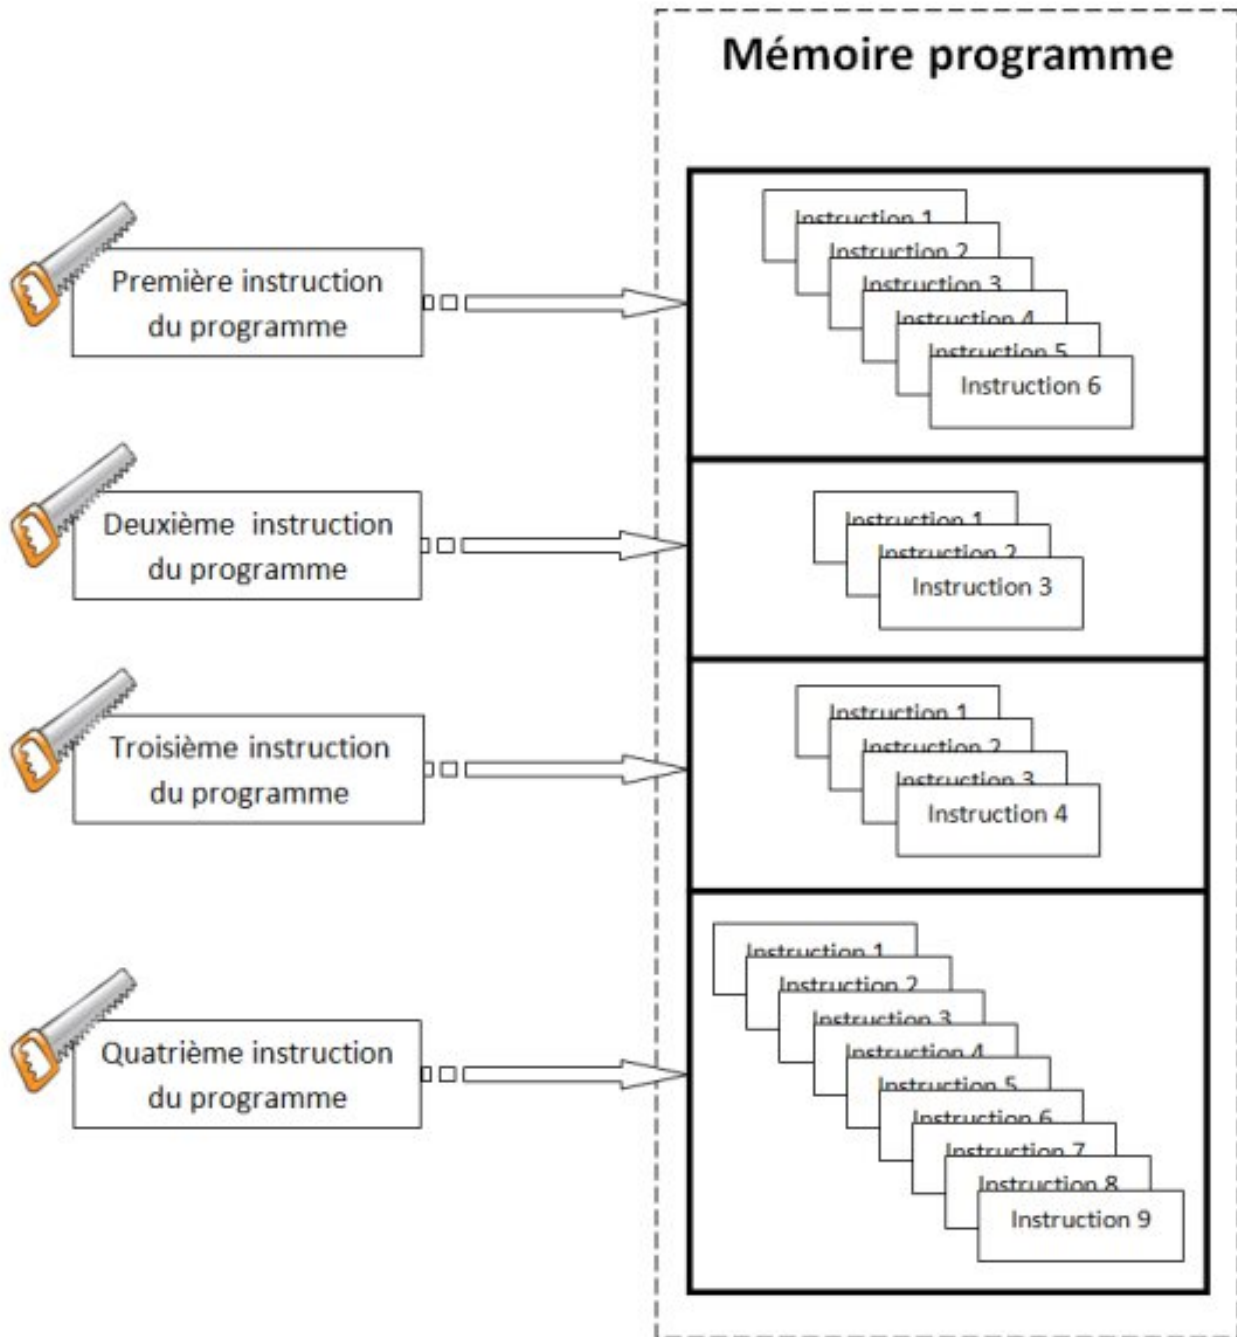 Mémoire programme
Première instruction
du programme
Instruction 1
Instruction 2
Instruction 3
Instruction 4
Instruction 5
Instruction 6
Deuxième instruction
du programme
Instruction 1
Instruction 2
Instruction 3
Troisième instruction
du programme
Instruction 1
Instruction 2
Instruction 3
Instruction 4
Quatrième instruction
du programme
Instruction 1
Instruction 2
Instruction 3
Instruction 4
Instruction 5
Instruction 6
Instruction 7
Instruction 8
Instruction 9